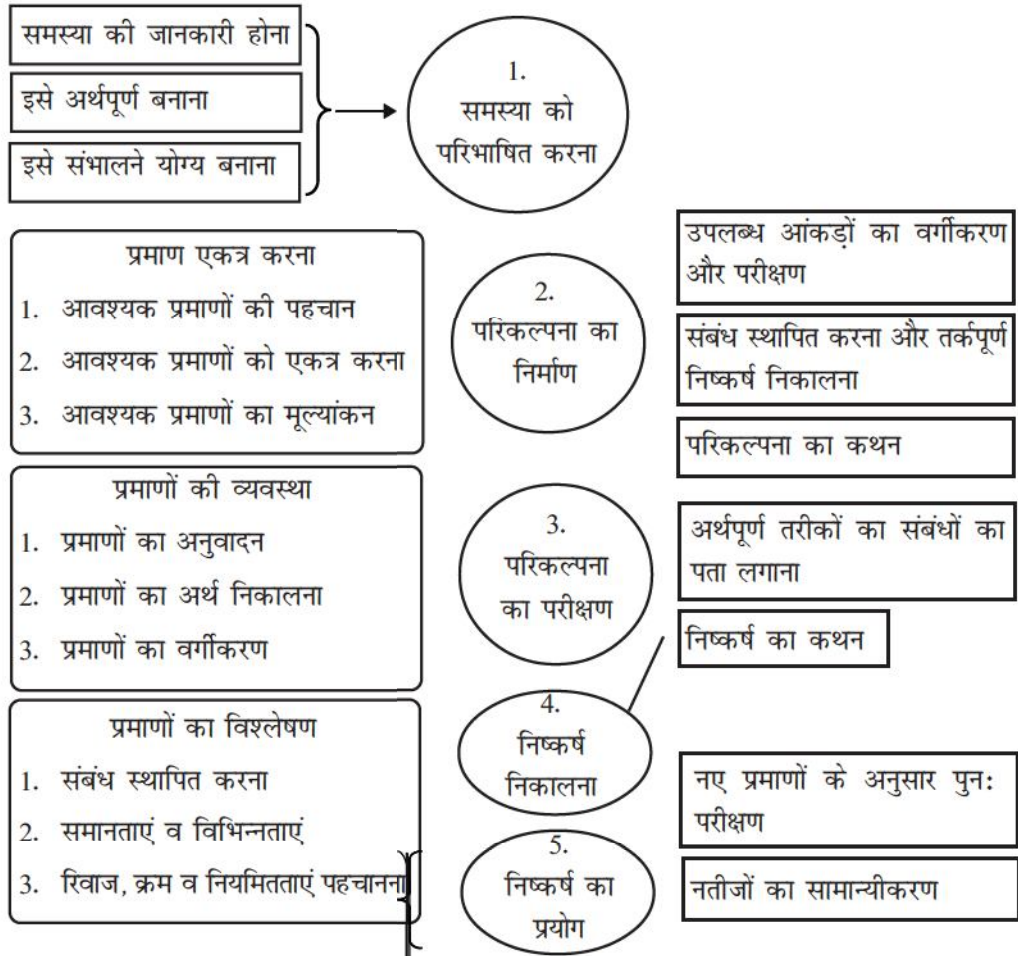 समस्या की जानकारी होना
इसे अर्थपूर्ण बनाना
इसे संभालने योग्य बनाना
1.
समस्या को
परिभाषित करना
प्रमाण एकत्र करना
1. आवश्यक प्रमाणों की पहचान
2. आवश्यक प्रमाणों को एकत्र करना
3. आवश्यक प्रमाणों का मूल्यांकन
2.
परिकल्पना का
निर्माण
उपलब्ध आंकड़ों का वर्गीकरण
और परीक्षण
संबंध स्थापित करना और तर्कपूर्ण
निष्कर्ष निकालना
परिकल्पना का कथन
प्रमाणों की व्यवस्था
1. प्रमाणों का अनुवादन
2. प्रमाणों का अर्थ निकालना
3. प्रमाणों का वर्गीकरण
3.
परिकल्पना
का परीक्षण
अर्थपूर्ण तरीकों का संबंधों का
पता लगाना
निष्कर्ष का कथन
प्रमाणों का विश्लेषण
1. संबंध स्थापित करना
2. समानताएं व विभिन्नताएं
3. रिवाज, क्रम व नियमितताएं पहचानना
4.
निष्कर्ष
निकालना
5.
निष्कर्ष का
प्रयोग
नए प्रमाणों के अनुसार पुन:
परीक्षण
नतीजों का सामान्यीकरण